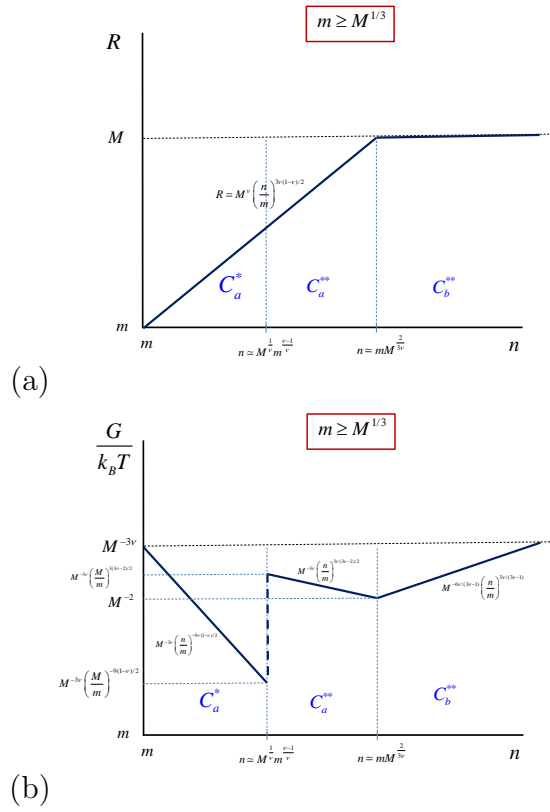 m ≥ M^{1/3}
R
M
R ≃ M^ν (n/m)^{3ν(1−ν)/2}
C_a^*
C_a^{**}
C_b^{**}
m
m
n ≃ M^{1/ν} m^{(ν−1)/ν}
n ≃ mM^{2/3ν}
n
(a)
m ≥ M^{1/3}
G/k_BT
M^{−3ν}
M^{−3ν} (M/m)^{3(3ν−2)/2}
M^{−3ν} (n/m)^{3ν(3ν−2)/2}
M^{−6ν/(3ν−1)} (n/m)^{3ν/(3ν−1)}
M^{−2}
M^{−3ν} (n/m)^{−9ν(1−ν)/2}
M^{−3ν} (M/m)^{−9(1−ν)/2}
C_a^*
C_a^{**}
C_b^{**}
m
m
n ≃ M^{1/ν} m^{(ν−1)/ν}
n ≃ mM^{2/3ν}
n
(b)